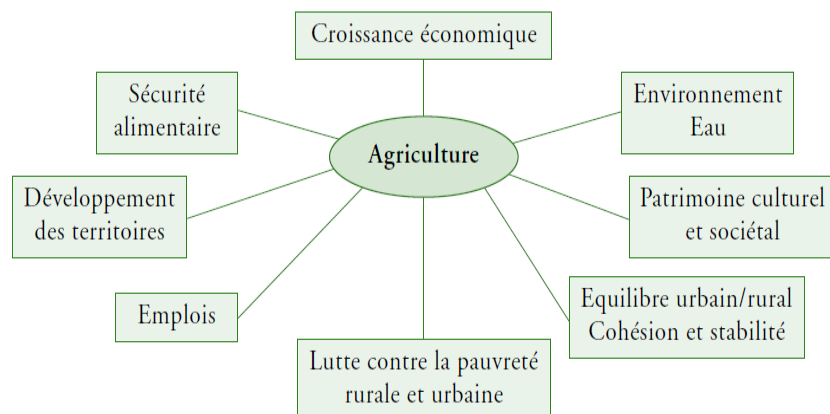 Croissance économique
Sécurité
alimentaire
Environnement
Eau
Agriculture
Développement
des territoires
Patrimoine culturel
et sociétal
Emplois
Equilibre urbain/rural
Cohésion et stabilité
Lutte contre la pauvreté
rurale et urbaine